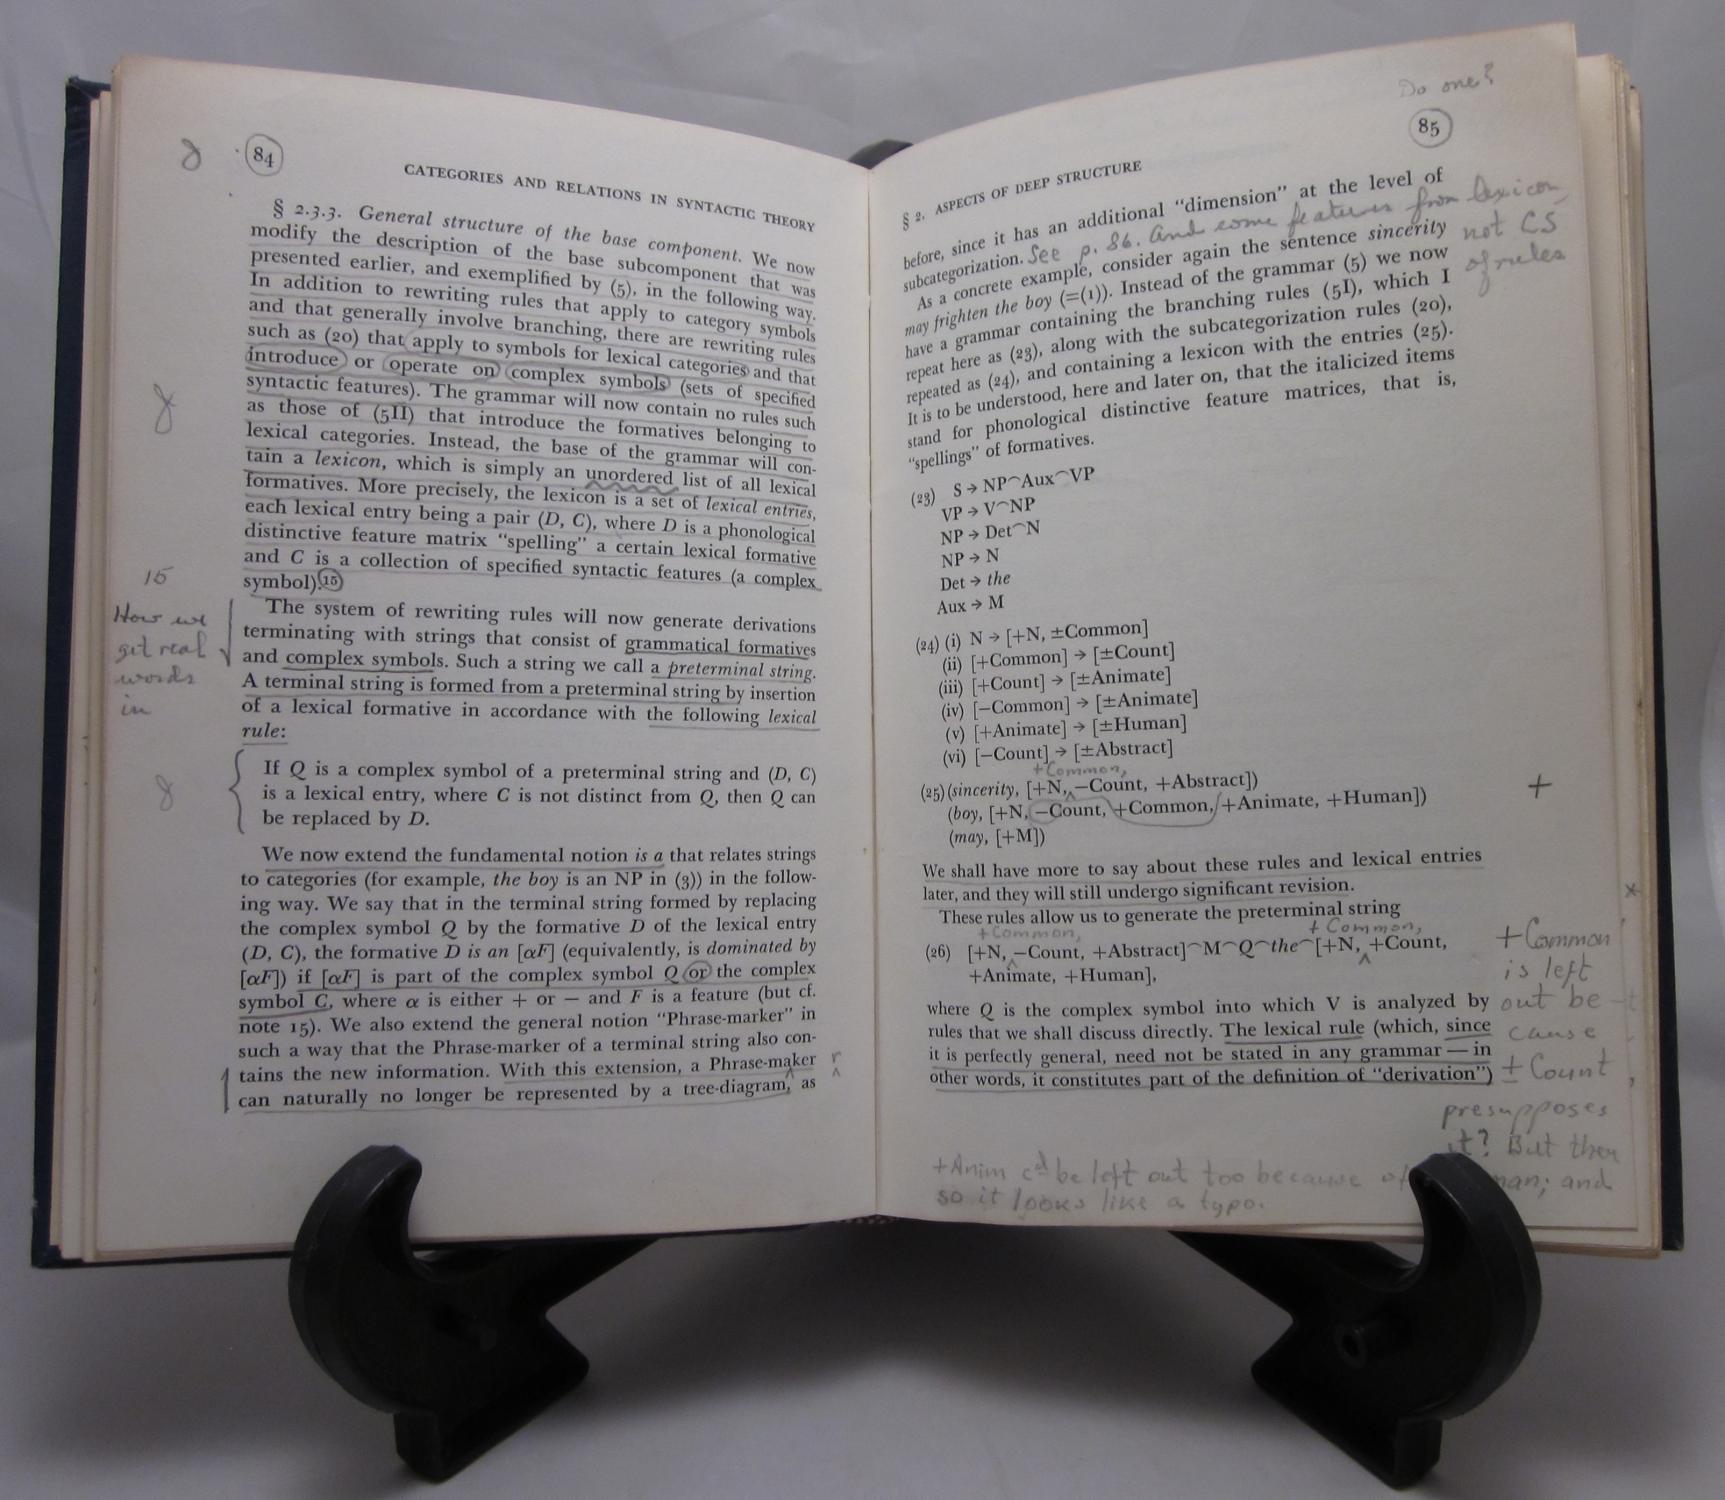 84
CATEGORIES AND RELATIONS IN SYNTACTIC THEORY
§ 2.3.3. General structure of the base component. We now
modify the description of the base subcomponent that was
presented earlier, and exemplified by (5), in the following way.
In addition to rewriting rules that apply to category symbols
and that generally involve branching, there are rewriting rules
such as (20) that apply to symbols for lexical categories and that
introduce or operate on complex symbols (sets of specified
syntactic features). The grammar will now contain no rules such
as those of (5II) that introduce the formatives belonging to
lexical categories. Instead, the base of the grammar will con-
tain a lexicon, which is simply an unordered list of all lexical
formatives. More precisely, the lexicon is a set of lexical entries,
each lexical entry being a pair (D, C), where D is a phonological
distinctive feature matrix "spelling" a certain lexical formative
and C is a collection of specified syntactic features (a complex
symbol).15
15
How we
get real
words
in
The system of rewriting rules will now generate derivations
terminating with strings that consist of grammatical formatives
and complex symbols. Such a string we call a preterminal string.
A terminal string is formed from a preterminal string by insertion
of a lexical formative in accordance with the following lexical
rule:
If Q is a complex symbol of a preterminal string and (D, C)
is a lexical entry, where C is not distinct from Q, then Q can
be replaced by D.
We now extend the fundamental notion is a that relates strings
to categories (for example, the boy is an NP in (3)) in the follow-
ing way. We say that in the terminal string formed by replacing
the complex symbol Q by the formative D of the lexical entry
(D, C), the formative D is an [αF] (equivalently, is dominated by
[αF]) if [αF] is part of the complex symbol Q or the complex
symbol C, where α is either + or − and F is a feature (but cf.
note 15). We also extend the general notion "Phrase-marker" in
such a way that the Phrase-marker of a terminal string also con-
tains the new information. With this extension, a Phrase-maker r
can naturally no longer be represented by a tree-diagram, as
Do one?
85
§ 2. ASPECTS OF DEEP STRUCTURE
before, since it has an additional "dimension" at the level of
subcategorization. See p. 86. And some features from lexicon,
not CS
of rules
As a concrete example, consider again the sentence sincerity
may frighten the boy (=(1)). Instead of the grammar (5) we now
have a grammar containing the branching rules (5I), which I
repeat here as (23), along with the subcategorization rules (20),
repeated as (24), and containing a lexicon with the entries (25).
It is to be understood, here and later on, that the italicized items
stand for phonological distinctive feature matrices, that is,
"spellings" of formatives.
(23) S → NP⌢Aux⌢VP
VP → V⌢NP
NP → Det⌢N
NP → N
Det → the
Aux → M
(24) (i) N → [+N, ±Common]
(ii) [+Common] → [±Count]
(iii) [+Count] → [±Animate]
(iv) [−Common] → [±Animate]
(v) [+Animate] → [±Human]
(vi) [−Count] → [±Abstract]
+Common,
(25) (sincerity, [+N, −Count, +Abstract])
(boy, [+N, −Count, +Common, +Animate, +Human])
(may, [+M])
+
We shall have more to say about these rules and lexical entries
later, and they will still undergo significant revision.
These rules allow us to generate the preterminal string
+Common, +Common,
(26) [+N, −Count, +Abstract]⌢M⌢Q⌢the⌢[+N, +Count,
+Animate, +Human],
where Q is the complex symbol into which V is analyzed by
rules that we shall discuss directly. The lexical rule (which, since
it is perfectly general, need not be stated in any grammar — in
other words, it constitutes part of the definition of "derivation")
+Common
is left
out be-
cause
± Count
presupposes
it? But then
+Anim cd be left out too because of man; and
so it looks like a typo.